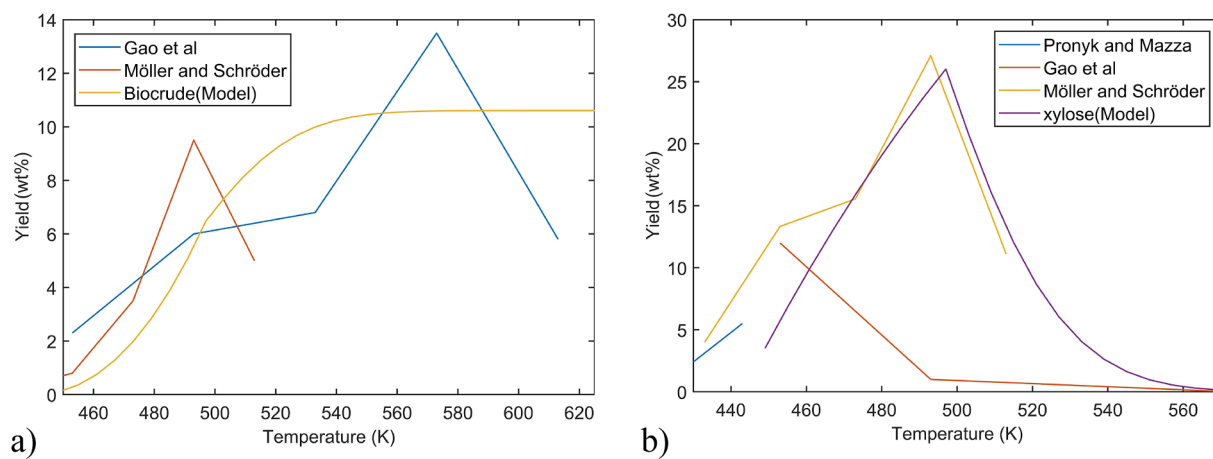 14
12
10
8
6
4
2
0
Yield (wt%)
Gao et al
Möller and Schröder
Biocrude(Model)
460 480 500 520 540 560 580 600 620
Temperature (K)
a)
30
25
20
15
10
5
0
Yield (wt%)
Pronyk and Mazza
Gao et al
Möller and Schröder
xylose(Model)
440 460 480 500 520 540 560
Temperature (K)
b)